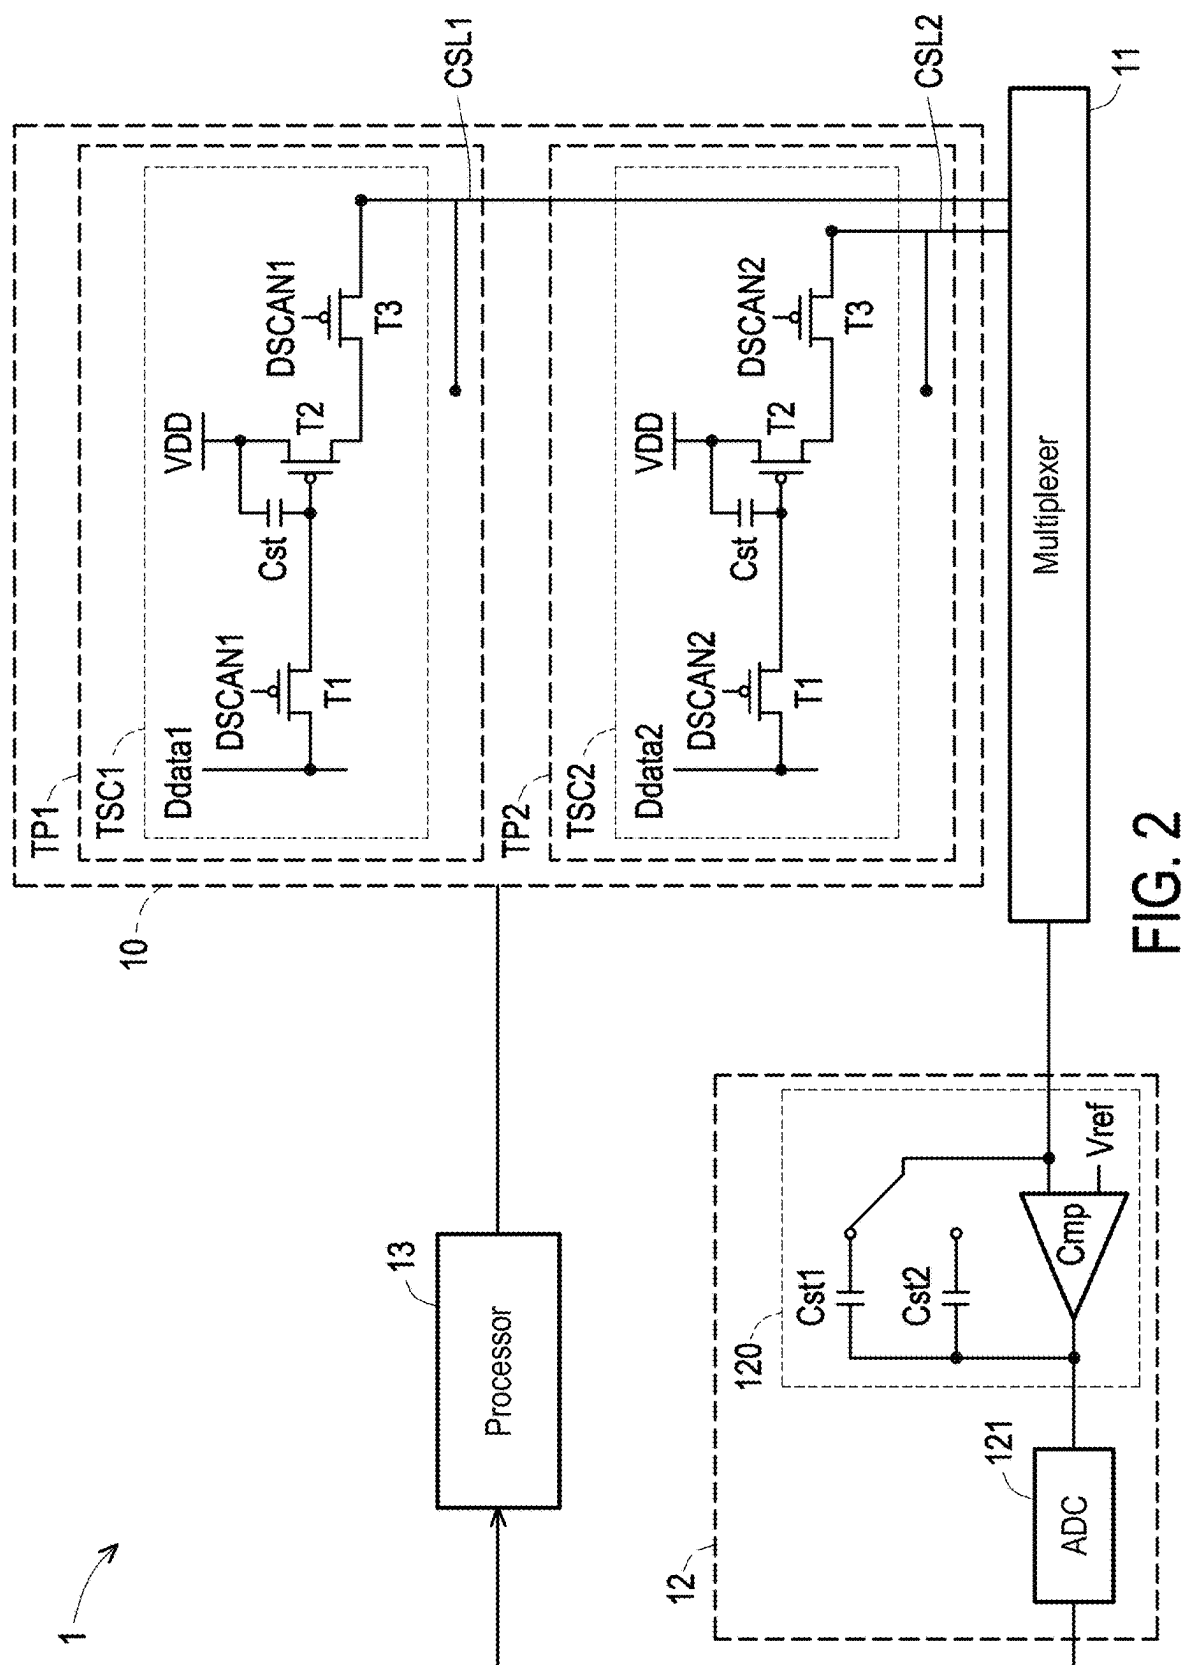 1
10
TP1
TSC1
Ddata1
DSCAN1
T1
Cst
VDD
T2
DSCAN1
T3
CSL1
TP2
TSC2
Ddata2
DSCAN2
T1
Cst
VDD
T2
DSCAN2
T3
CSL2
13
Processor
Multiplexer
11
12
120
Cst1
Cst2
Cmp
Vref
121
ADC
FIG. 2